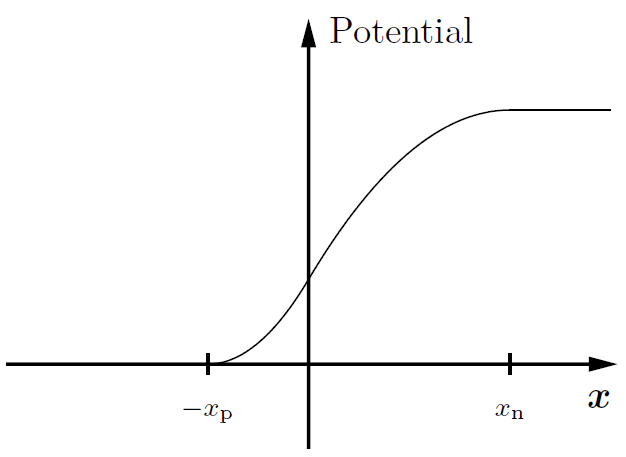 Potential
x
−xp
xn